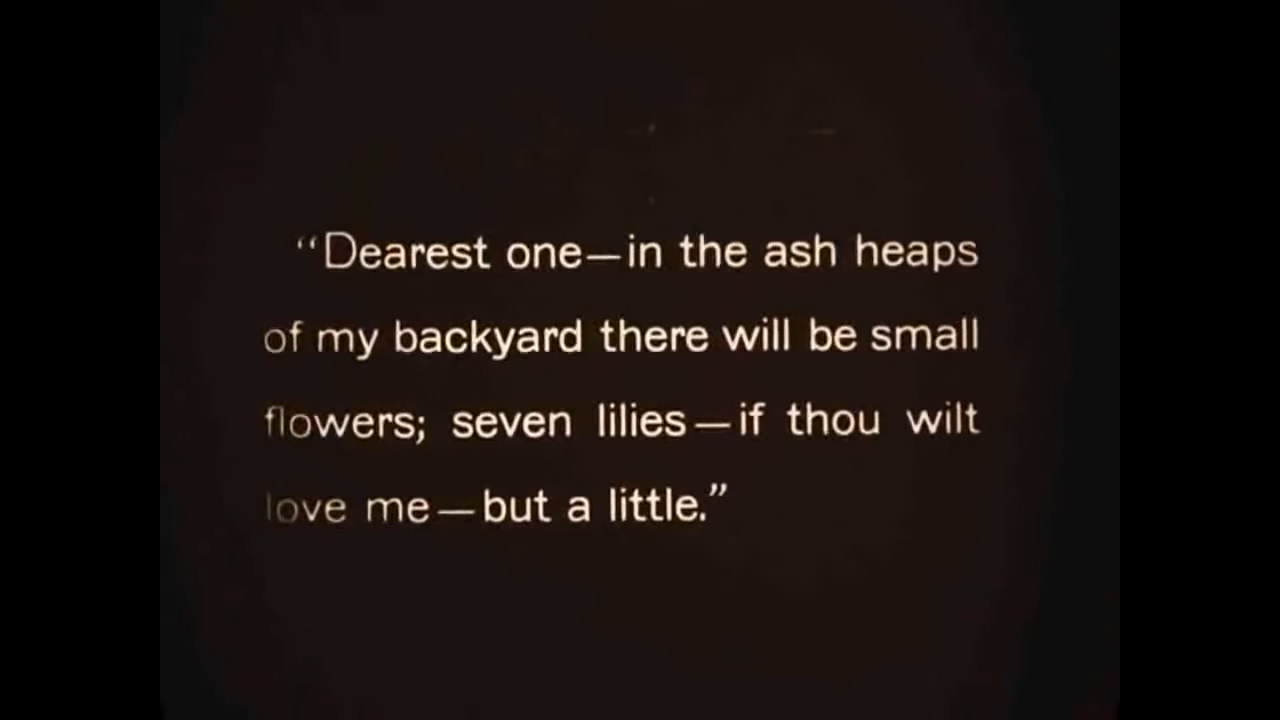 “Dearest one—in the ash heaps
of my backyard there will be small
flowers; seven lilies—if thou wilt
love me—but a little.”